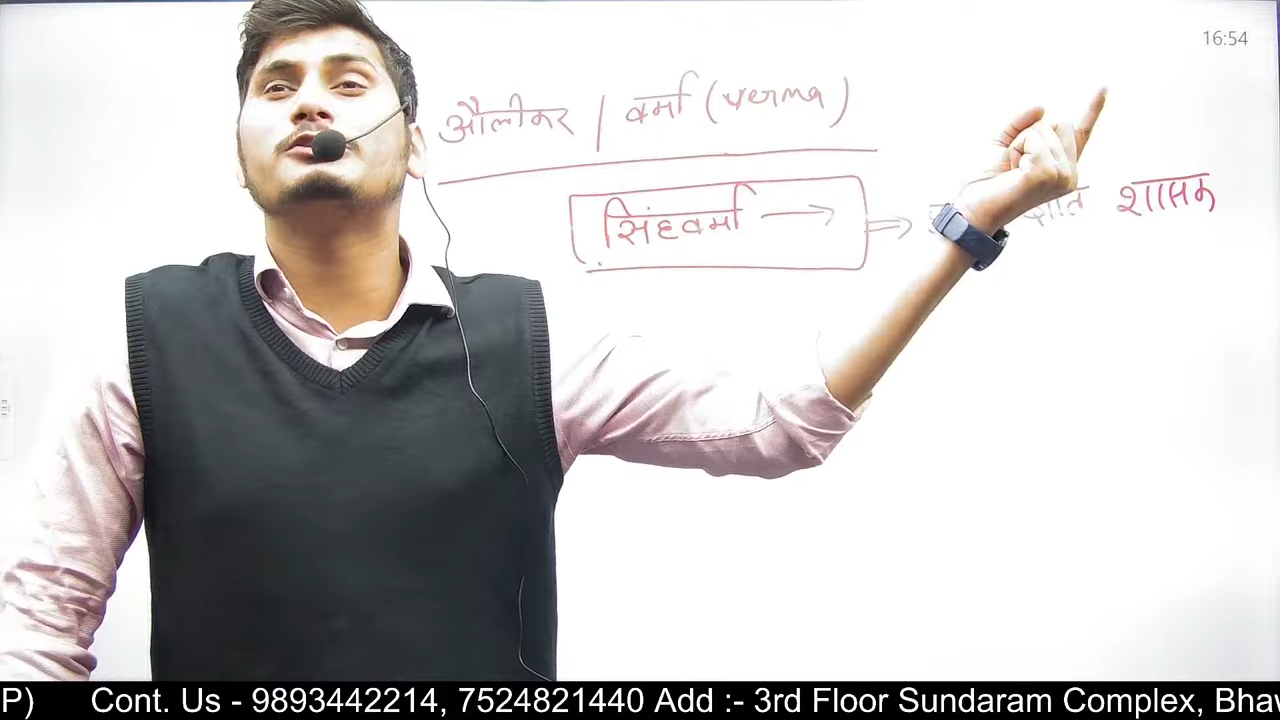 16:54
औलीकर / वर्मा (verma)
सिंहवर्मा → ⇒ ज्ञात शासक
P) Cont. Us - 9893442214, 7524821440 Add :- 3rd Floor Sundaram Complex, Bhaw